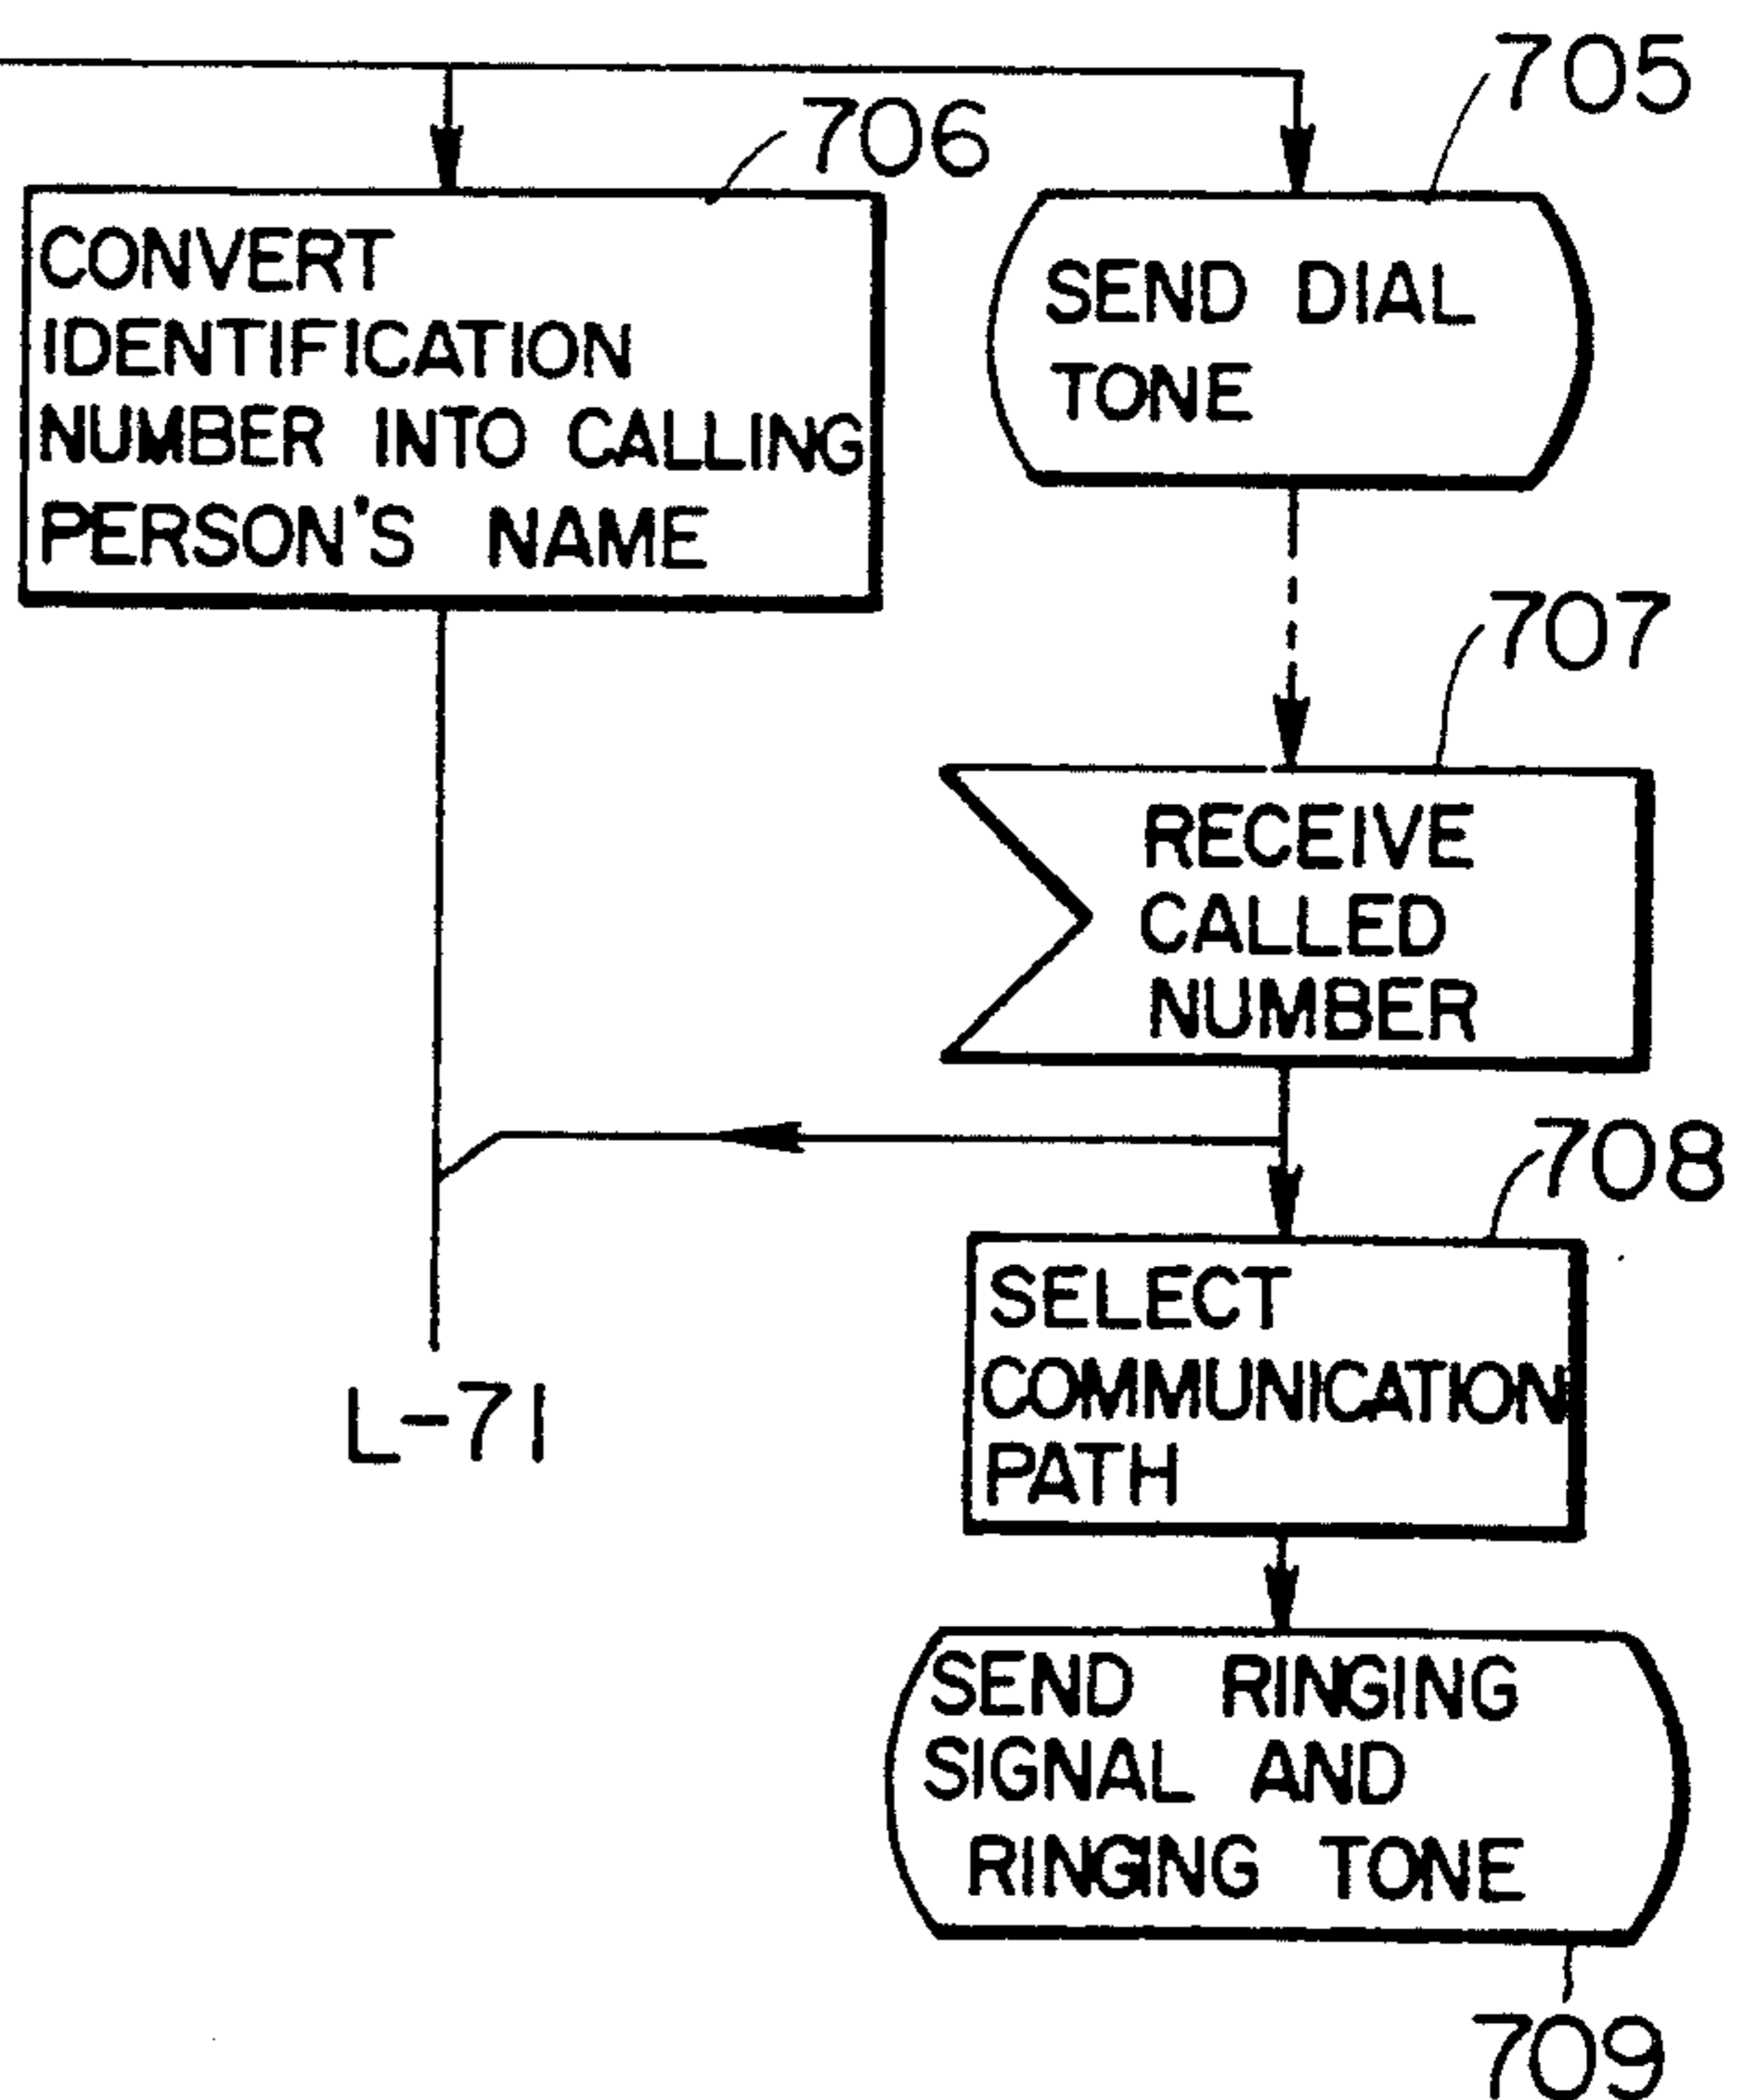 705
706
CONVERT
IDENTIFICATION
NUMBER INTO CALLING
PERSON'S NAME
SEND DIAL
TONE
707
RECEIVE
CALLED
NUMBER
708
SELECT
COMMUNICATION
PATH
L-71
SEND RINGING
SIGNAL AND
RINGING TONE
709